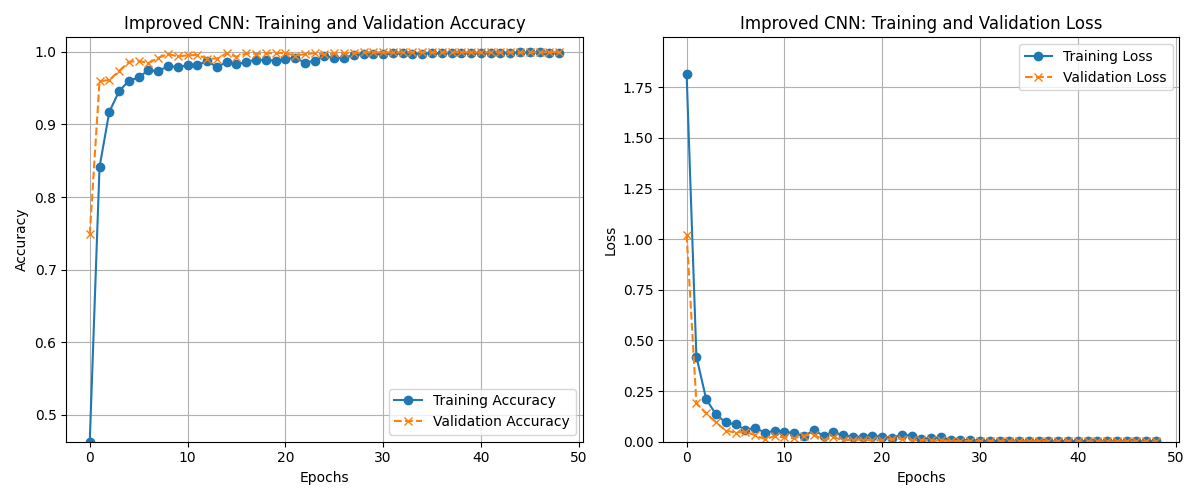 Improved CNN: Training and Validation Accuracy
1.0
0.9
0.8
0.7
0.6
0.5
Accuracy
Training Accuracy
Validation Accuracy
0 10 20 30 40 50
Epochs
Improved CNN: Training and Validation Loss
Training Loss
Validation Loss
1.75
1.50
1.25
1.00
0.75
0.50
0.25
0.00
Loss
0 10 20 30 40 50
Epochs